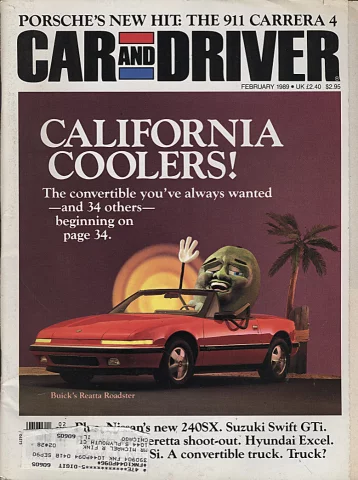 PORSCHE'S NEW HIT: THE 911 CARRERA 4
CAR AND DRIVER
FEBRUARY 1989 • UK £2.40 $2.95
CALIFORNIA
COOLERS!
The convertible you've always wanted
—and 34 others—
beginning on
page 34.
Buick's Reatta Roadster
Nissan's new 240SX. Suzuki Swift GTi.
Beretta shoot-out. Hyundai Excel.
Si. A convertible truck. Truck?